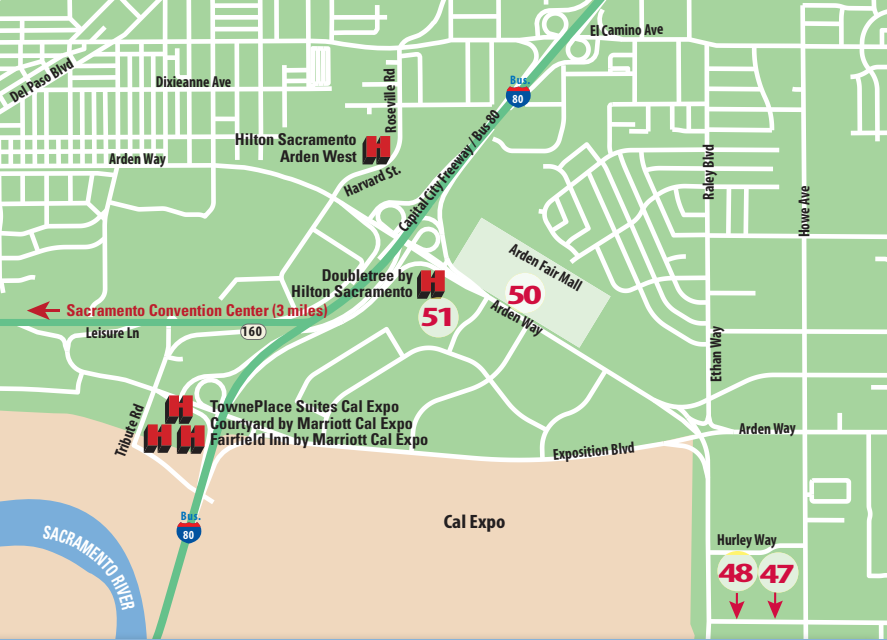 El Camino Ave
Del Paso Blvd
Dixieanne Ave
Roseville Rd
Bus.
80
Capital City Freeway / Bus 80
Hilton Sacramento
Arden West
Arden Way
Harvard St.
Raley Blvd
Howe Ave
Arden Fair Mall
Doubletree by
Hilton Sacramento
50
51
Arden Way
Sacramento Convention Center (3 miles)
Leisure Ln
160
Ethan Way
Tribute Rd
TownePlace Suites Cal Expo
Courtyard by Marriott Cal Expo
Fairfield Inn by Marriott Cal Expo
Arden Way
Exposition Blvd
Bus.
80
Cal Expo
SACRAMENTO RIVER
Hurley Way
48
47
H
H
H
H
H